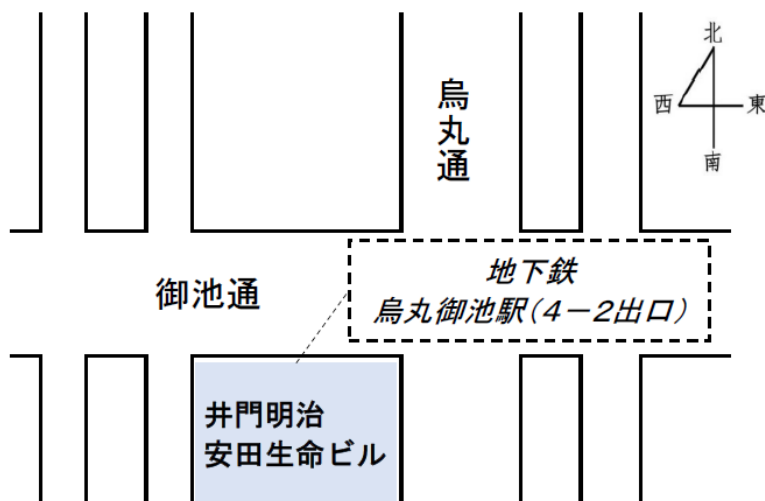 北
西
東
南
烏丸通
御池通
地下鉄
烏丸御池駅(4－2出口)
井門明治
安田生命ビル